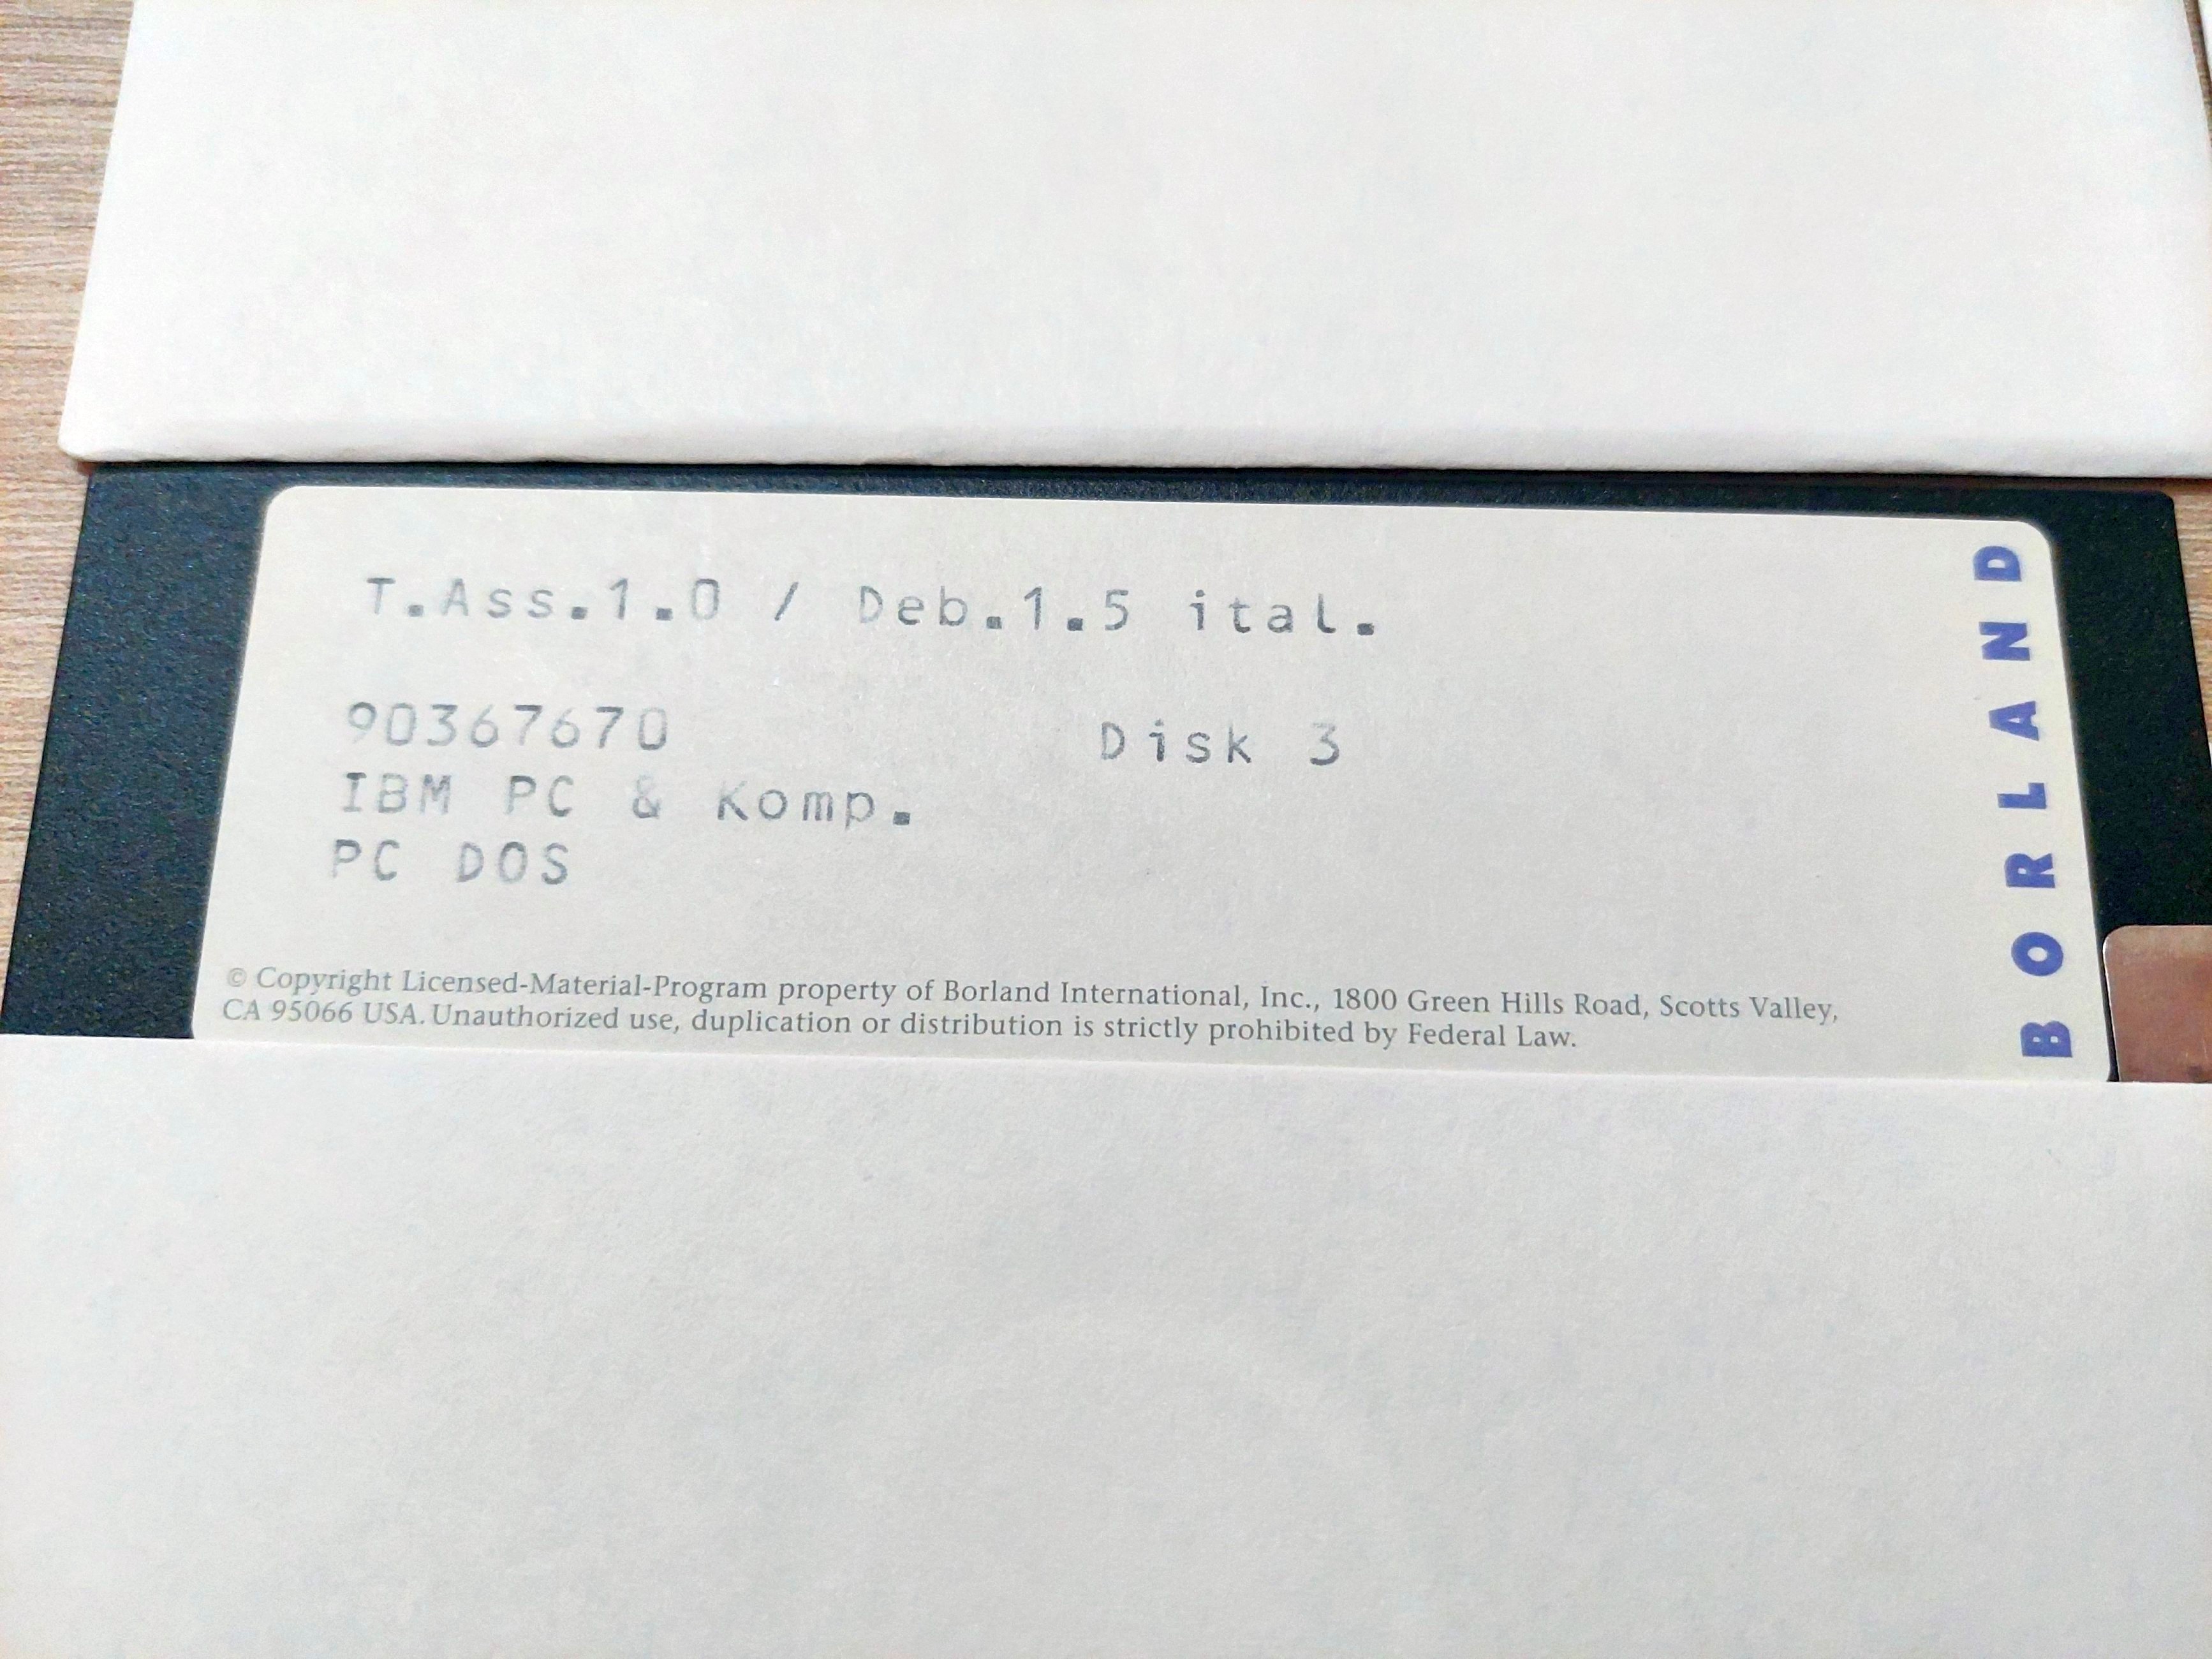 T.Ass.1.0 / Deb.1.5 ital.
90367670 Disk 3
IBM PC & Komp.
PC DOS
© Copyright Licensed-Material-Program property of Borland International, Inc., 1800 Green Hills Road, Scotts Valley,
CA 95066 USA. Unauthorized use, duplication or distribution is strictly prohibited by Federal Law.
BORLAND